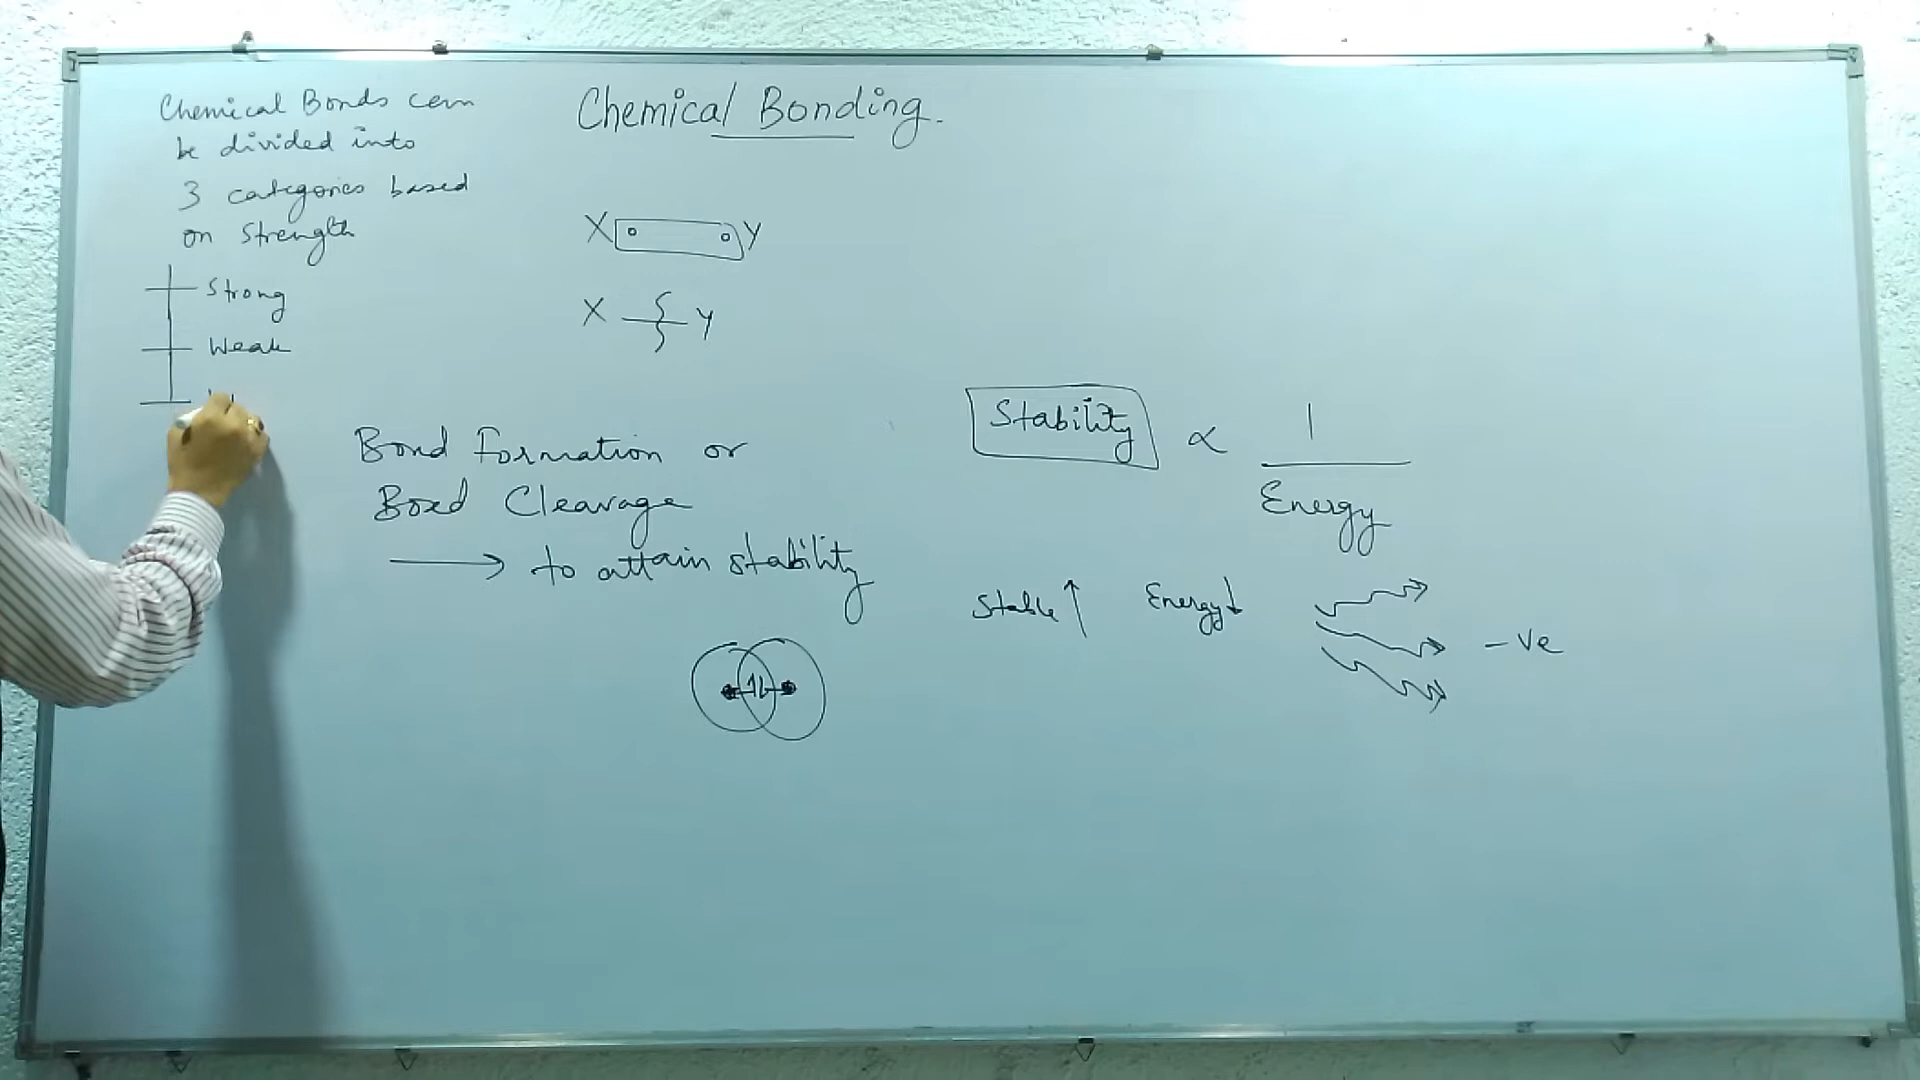 Chemical Bonding.
Chemical Bonds can
be divided into
3 categories based
on Strength
Strong
Weak
X Y
X Y
Bond Formation or
Bond Cleavage
→ to attain stability
Stability ∝ 1
Energy
Stable ↑ Energy ↓
-ve